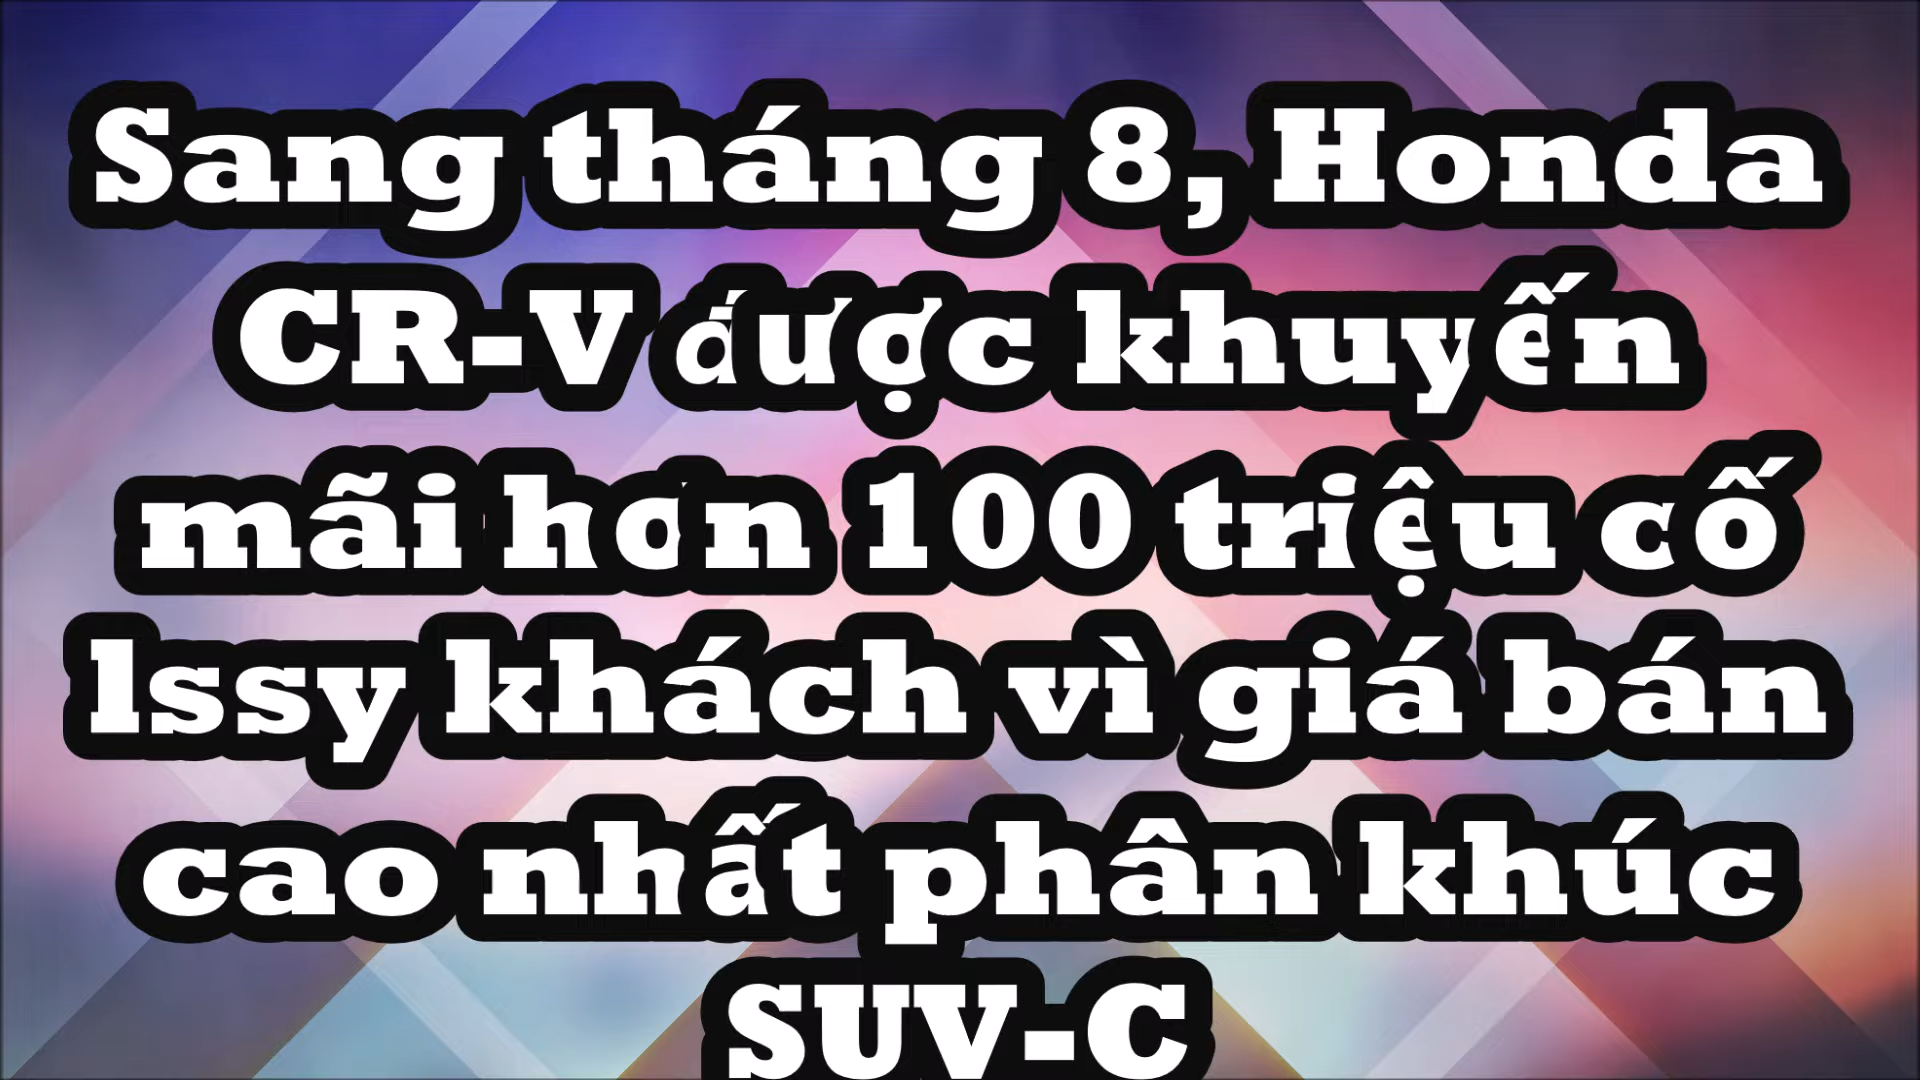 Sang tháng 8, Honda
CR-V được khuyến
mãi hơn 100 triệu cố
lssy khách vì giá bán
cao nhất phân khúc
SUV-C